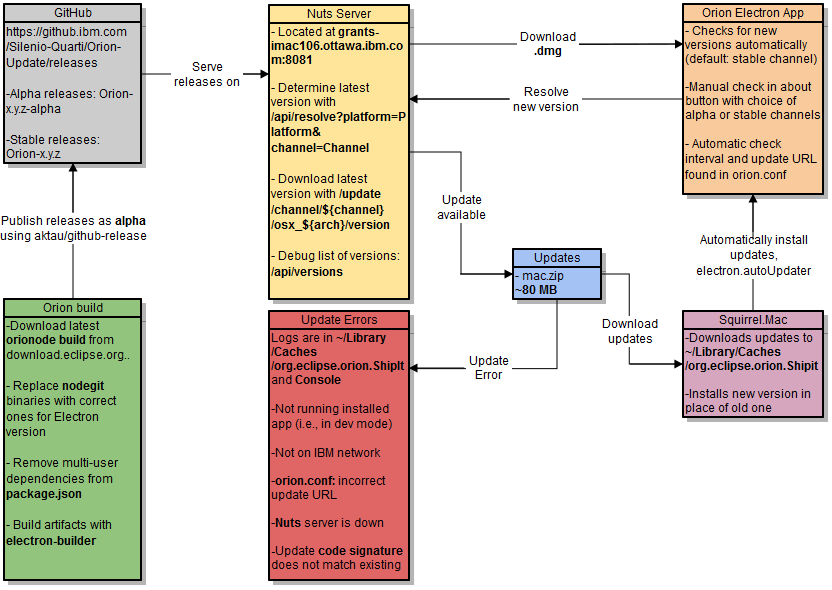 GitHub
https://github.ibm.com
/Silenio-Quarti/Orion-
Update/releases
-Alpha releases: Orion-
x.y.z-alpha
-Stable releases:
Orion-x.y.z
Serve
releases on
Nuts Server
- Located at grants-
imac106.ottawa.ibm.co
m:8081
- Determine latest
version with
/api/resolve?platform=P
latform&
channel=Channel
- Download latest
version with /update
/channel/${channel}
/osx_${arch}/version
- Debug list of versions:
/api/versions
Download
.dmg
Resolve
new version
Orion Electron App
- Checks for new
versions automatically
(default: stable channel)
-Manual check in about
button with choice of
alpha or stable channels
- Automatic check
interval and update URL
found in orion.conf
Publish releases as alpha
using aktau/github-release
Update
available
Updates
- mac.zip
~80 MB
Automatically install
updates,
electron.autoUpdater
Orion build
-Download latest
orionode build from
download.eclipse.org..
- Replace nodegit
binaries with correct
ones for Electron
version
- Remove multi-user
dependencies from
package.json
- Build artifacts with
electron-builder
Update Errors
Logs are in ~/Library
/Caches
/org.eclipse.orion.ShipIt
and Console
-Not running installed
app (i.e., in dev mode)
-Not on IBM network
-orion.conf: incorrect
update URL
-Nuts server is down
-Update code signature
does not match existing
Update
Error
Download
updates
Squirrel.Mac
-Downloads updates to
~/Library/Caches
/org.eclipse.orion.Shipit
-Installs new version in
place of old one